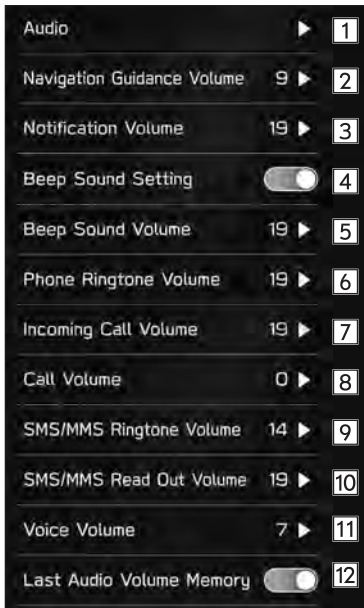 Audio 1
Navigation Guidance Volume 9 2
Notification Volume 19 3
Beep Sound Setting 4
Beep Sound Volume 19 5
Phone Ringtone Volume 19 6
Incoming Call Volume 19 7
Call Volume 0 8
SMS/MMS Ringtone Volume 14 9
SMS/MMS Read Out Volume 19 10
Voice Volume 7 11
Last Audio Volume Memory 12